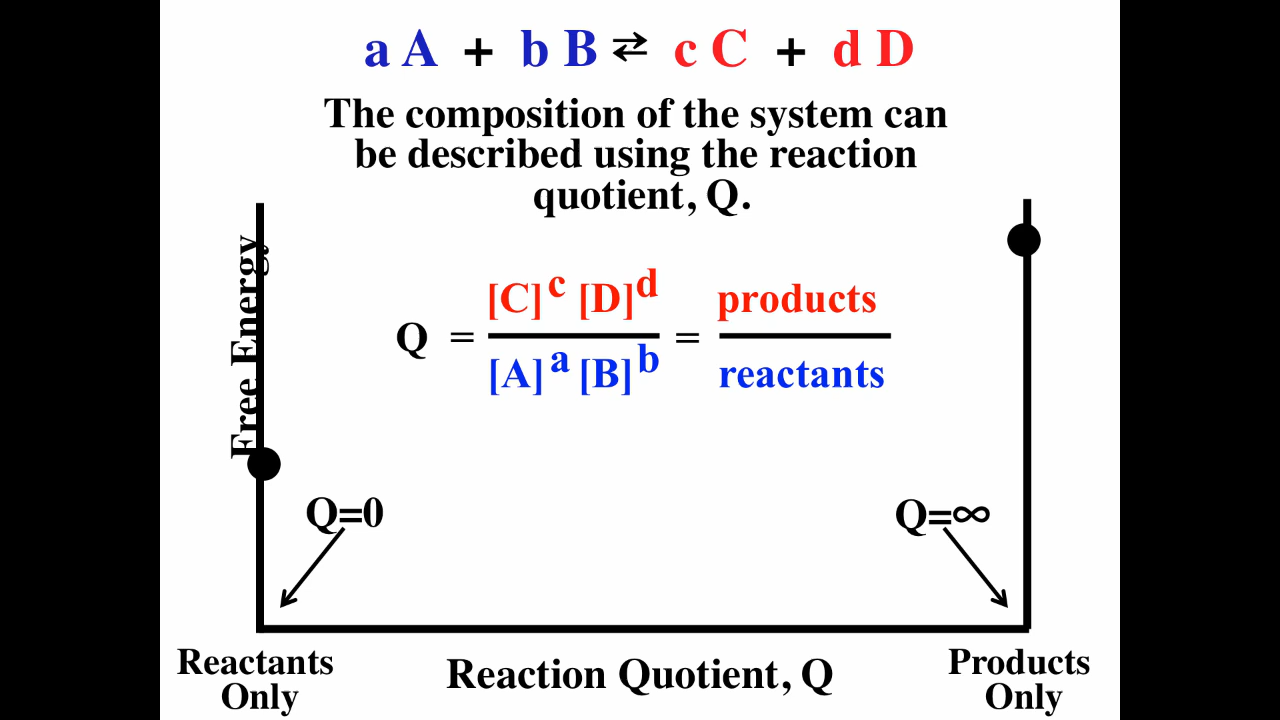 a A + b B ⇄ c C + d D
The composition of the system can
be described using the reaction
quotient, Q.
Free Energy
Q = [C]^c [D]^d / [A]^a [B]^b = products / reactants
Q=0
Q=∞
Reactants
Only
Reaction Quotient, Q
Products
Only